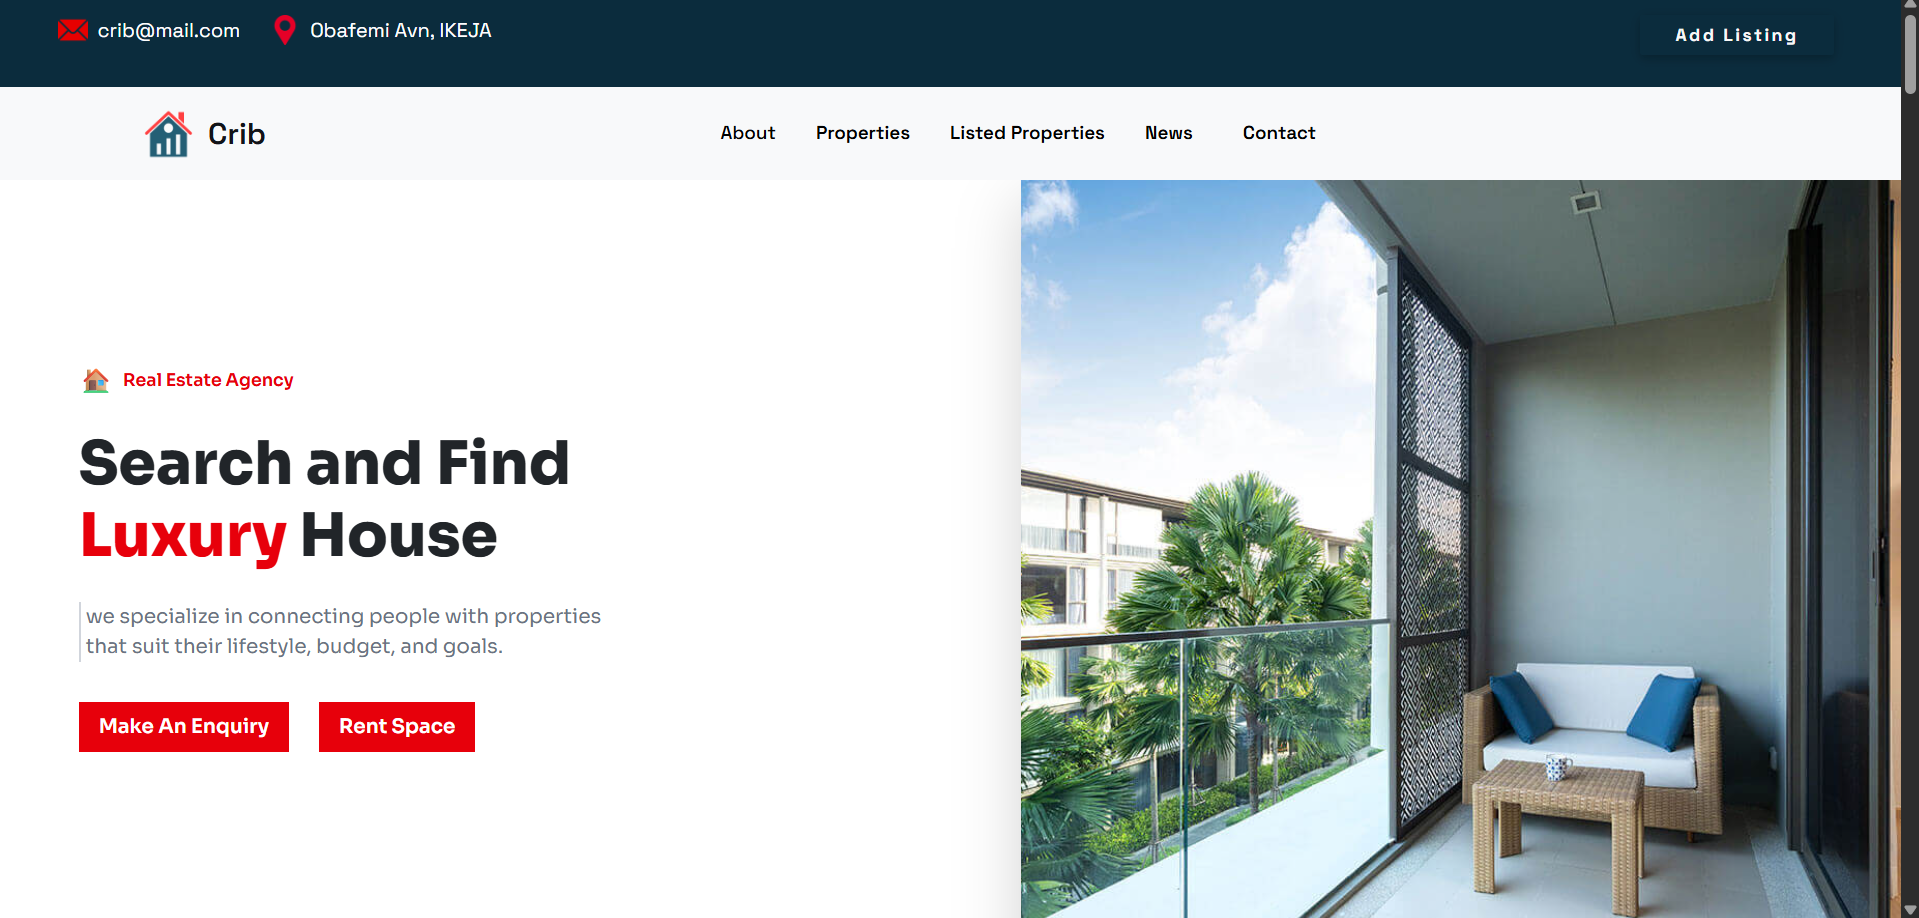 crib@mail.com
Obafemi Avn, IKEJA
Add Listing
Crib
About
Properties
Listed Properties
News
Contact
Real Estate Agency
Search and Find
Luxury House
we specialize in connecting people with properties
that suit their lifestyle, budget, and goals.
Make An Enquiry
Rent Space